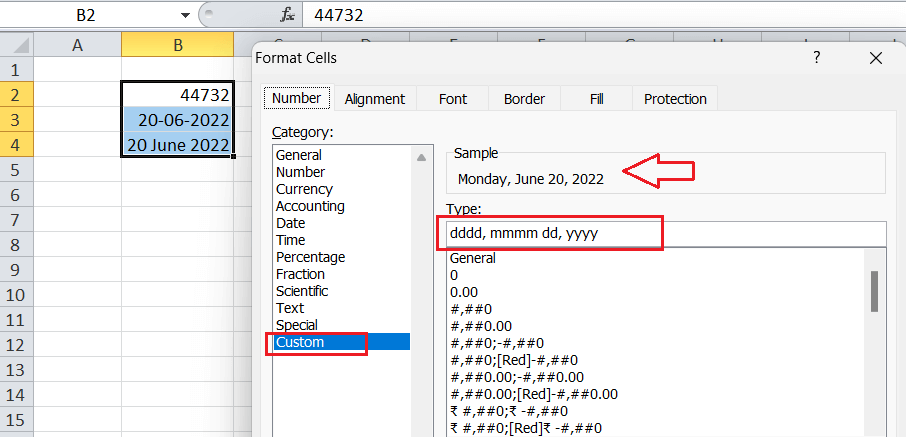 B2 fx 44732
A B
1
2 44732
3 20-06-2022
4 20 June 2022
5
6
7
8
9
10
11
12
13
14
15
Format Cells ?
Number Alignment Font Border Fill Protection
Category:
General
Number
Currency
Accounting
Date
Time
Percentage
Fraction
Scientific
Text
Special
Custom
Sample
Monday, June 20, 2022
Type:
dddd, mmmm dd, yyyy
General
0
0.00
#,##0
#,##0.00
#,##0;-#,##0
#,##0;[Red]-#,##0
#,##0.00;-#,##0.00
#,##0.00;[Red]-#,##0.00
₹ #,##0;₹ -#,##0
₹ #,##0;[Red]₹ -#,##0